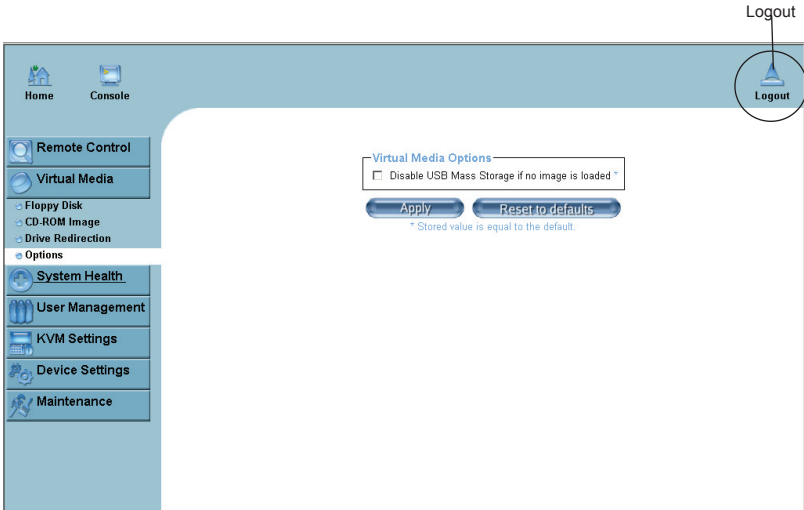 Logout
Home
Console
Logout
Remote Control
Virtual Media
Floppy Disk
CD-ROM Image
Drive Redirection
Options
System Health
User Management
KVM Settings
Device Settings
Maintenance
Virtual Media Options
Disable USB Mass Storage if no image is loaded *
Apply
Reset to defaults
* Stored value is equal to the default.